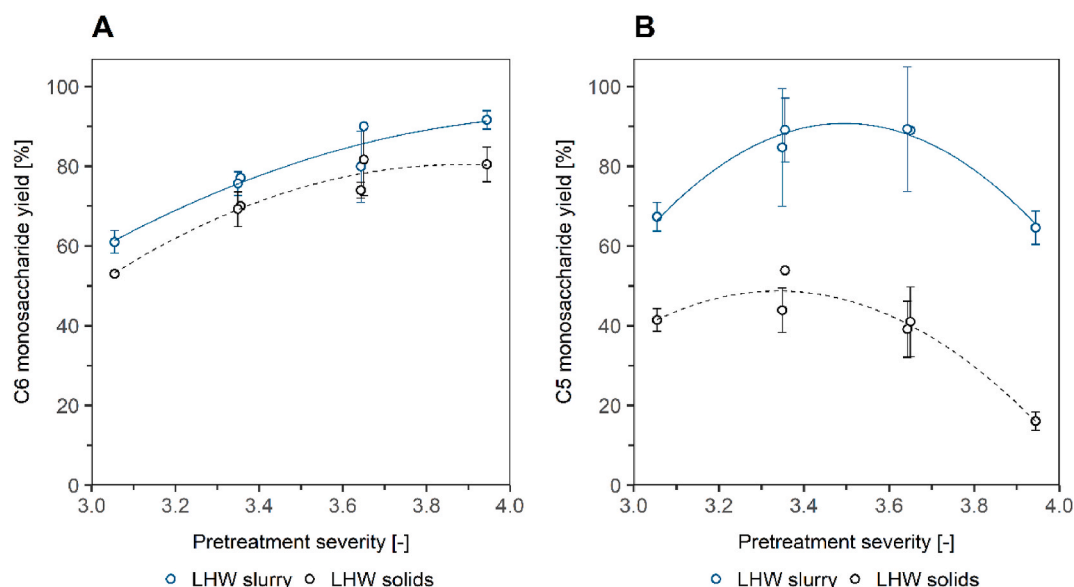 A
C6 monosaccharide yield [%]
100
80
60
40
20
0
3.0 3.2 3.4 3.6 3.8 4.0
Pretreatment severity [-]
LHW slurry LHW solids
B
C5 monosaccharide yield [%]
100
80
60
40
20
0
3.0 3.2 3.4 3.6 3.8 4.0
Pretreatment severity [-]
LHW slurry LHW solids